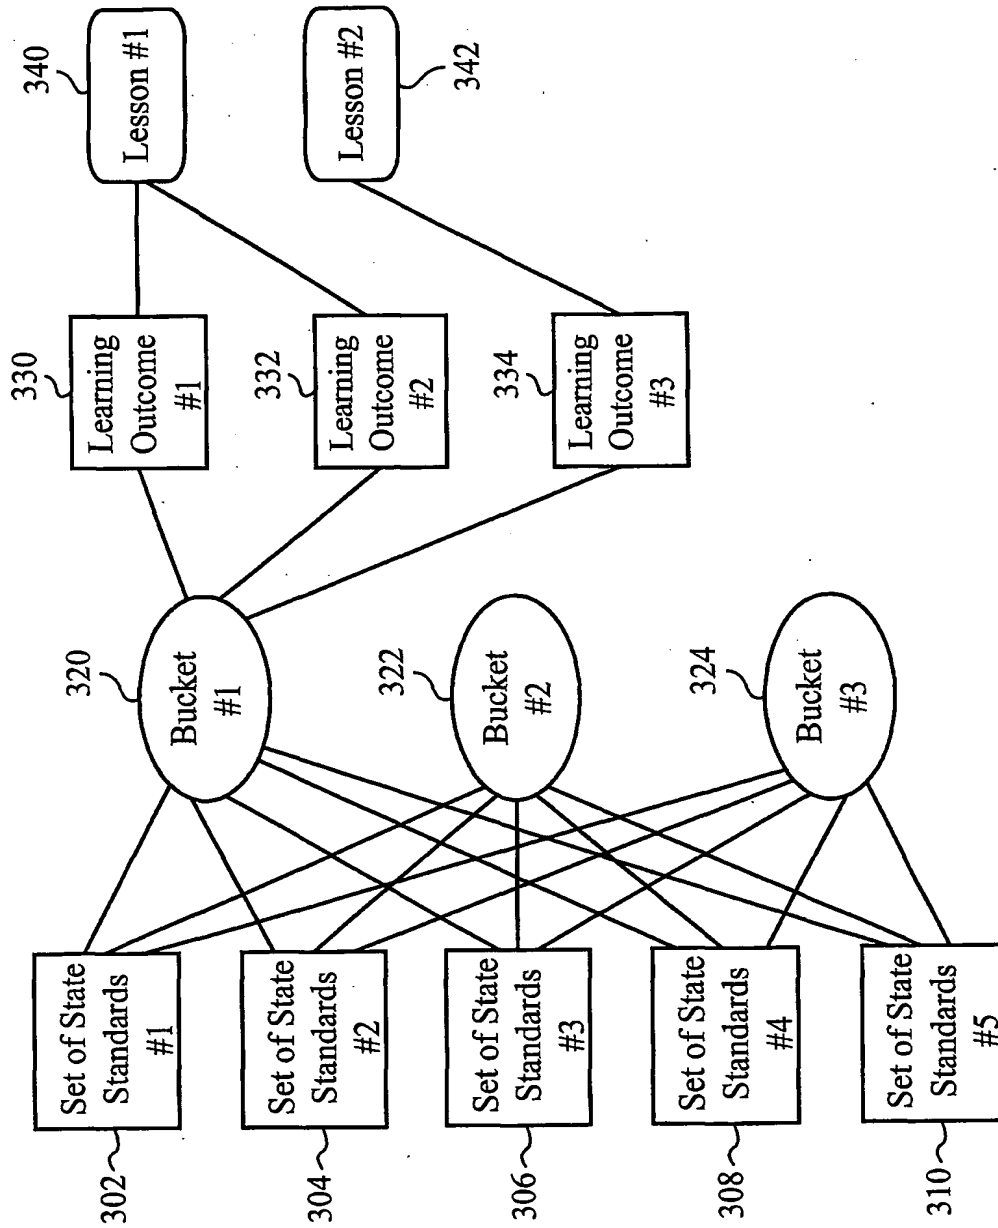 302
Set of State
Standards
#1
304
Set of State
Standards
#2
306
Set of State
Standards
#3
308
Set of State
Standards
#4
310
Set of State
Standards
#5
320
Bucket
#1
322
Bucket
#2
324
Bucket
#3
330
Learning
Outcome
#1
332
Learning
Outcome
#2
334
Learning
Outcome
#3
340
Lesson #1
Lesson #2
342